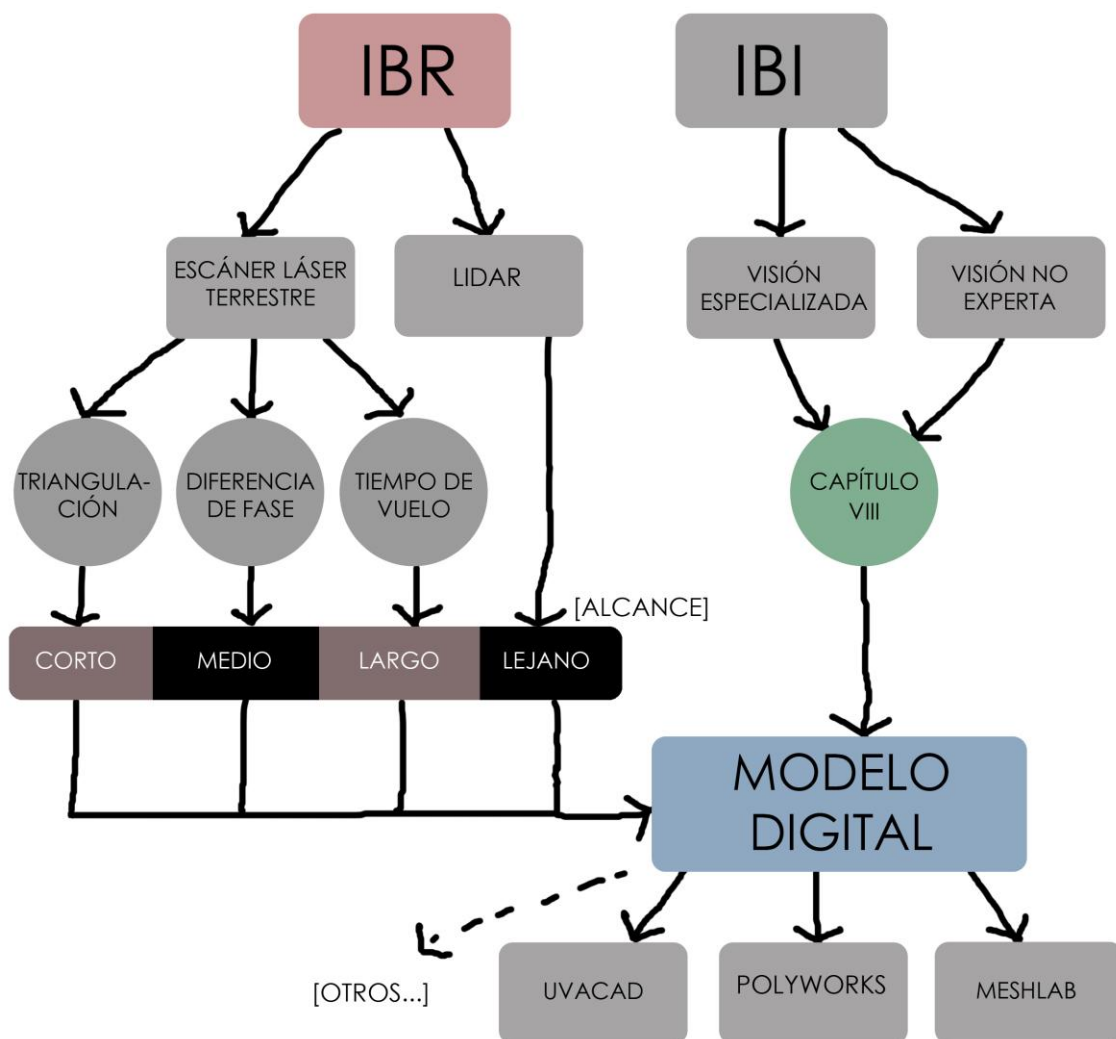 IBR
IBI
ESCÁNER LÁSER
TERRESTRE
LIDAR
VISIÓN
ESPECIALIZADA
VISIÓN NO
EXPERTA
TRIANGULA-
CIÓN
DIFERENCIA
DE FASE
TIEMPO DE
VUELO
CAPÍTULO
VIII
[ALCANCE]
CORTO
MEDIO
LARGO
LEJANO
MODELO
DIGITAL
[OTROS...]
UVACAD
POLYWORKS
MESHLAB